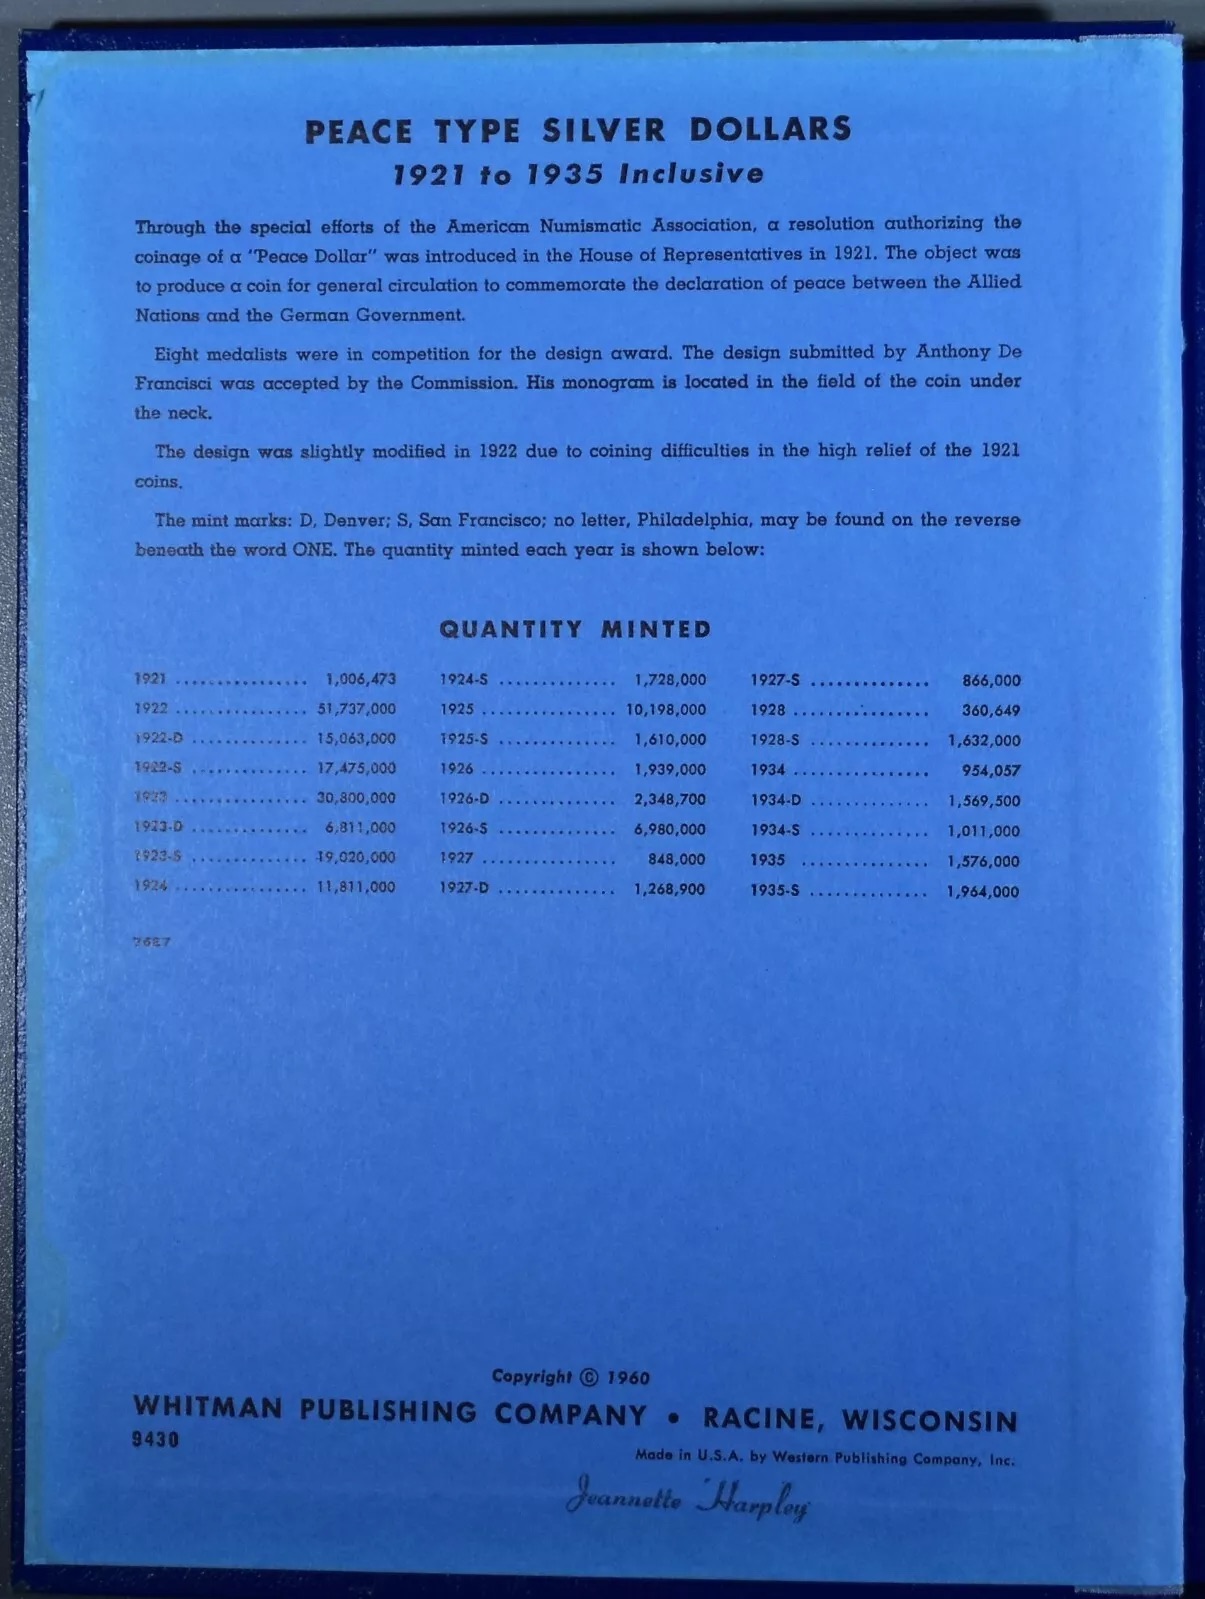 PEACE TYPE SILVER DOLLARS
1921 to 1935 Inclusive
Through the special efforts of the American Numismatic Association, a resolution authorizing the
coinage of a "Peace Dollar" was introduced in the House of Representatives in 1921. The object was
to produce a coin for general circulation to commemorate the declaration of peace between the Allied
Nations and the German Government.
Eight medalists were in competition for the design award. The design submitted by Anthony De
Francisci was accepted by the Commission. His monogram is located in the field of the coin under
the neck.
The design was slightly modified in 1922 due to coining difficulties in the high relief of the 1921
coins.
The mint marks: D, Denver; S, San Francisco; no letter, Philadelphia, may be found on the reverse
beneath the word ONE. The quantity minted each year is shown below:
QUANTITY MINTED
1921 ................ 1,006,473
1922 ................ 51,737,000
1922-D .............. 15,063,000
1922-S .............. 17,475,000
1923 ................ 30,800,000
1923-D .............. 6,811,000
1923-S .............. 19,020,000
1924 ................ 11,811,000
1924-S .............. 1,728,000
1925 ................ 10,198,000
1925-S .............. 1,610,000
1926 ................ 1,939,000
1926-D .............. 2,348,700
1926-S .............. 6,980,000
1927 ................ 848,000
1927-D .............. 1,268,900
1927-S .............. 866,000
1928 ................ 360,649
1928-S .............. 1,632,000
1934 ................ 954,057
1934-D .............. 1,569,500
1934-S .............. 1,011,000
1935 ............... 1,576,000
1935-S .............. 1,964,000
Copyright © 1960
WHITMAN PUBLISHING COMPANY • RACINE, WISCONSIN
9430
Made in U.S.A. by Western Publishing Company, Inc.
Jeannette Harpley